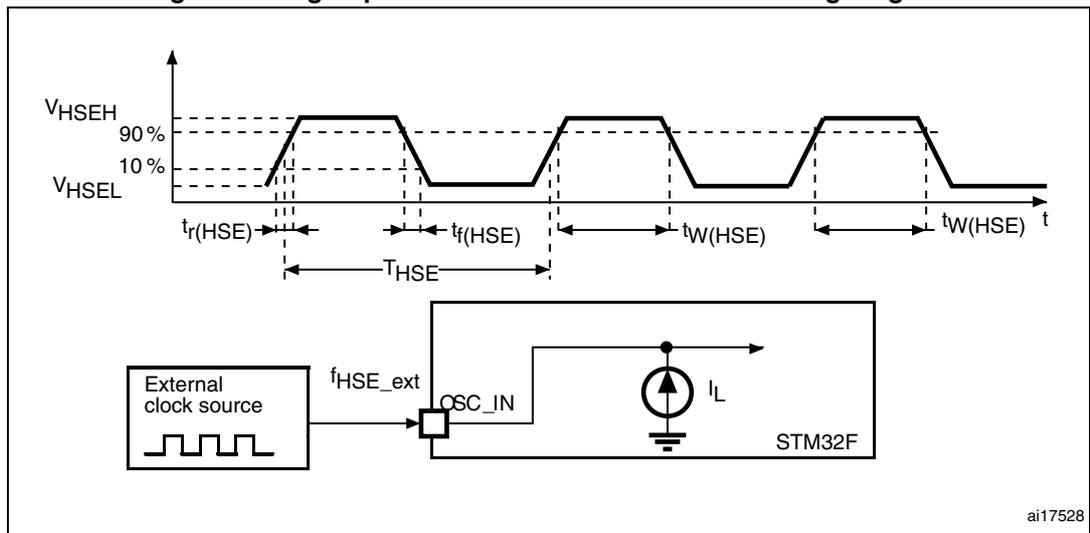 VHSEH
90 %
10 %
VHSEL
tr(HSE)
tf(HSE)
tW(HSE)
tW(HSE)
t
THSE
fHSE_ext
External
clock source
OSC_IN
IL
STM32F
ai17528